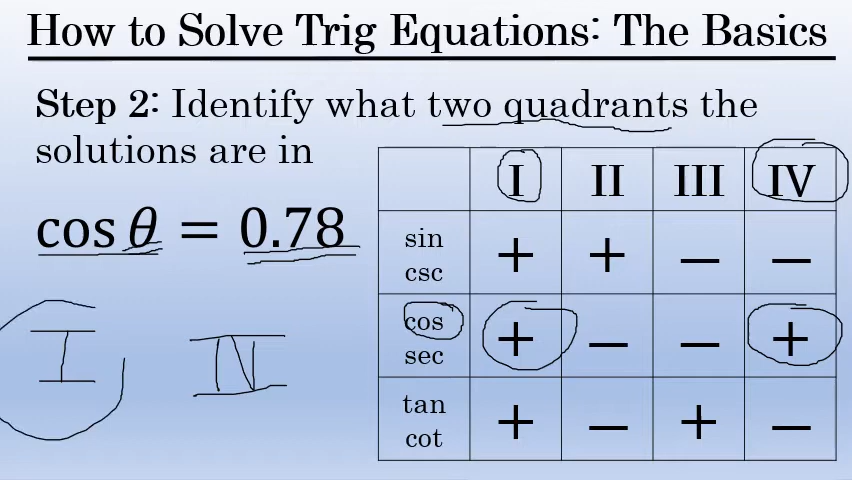 How to Solve Trig Equations: The Basics
Step 2: Identify what two quadrants the
solutions are in
cos θ = 0.78
I II III IV
sin
csc
+ + − −
cos
sec
+ − − +
tan
cot
+ − + −
I IV